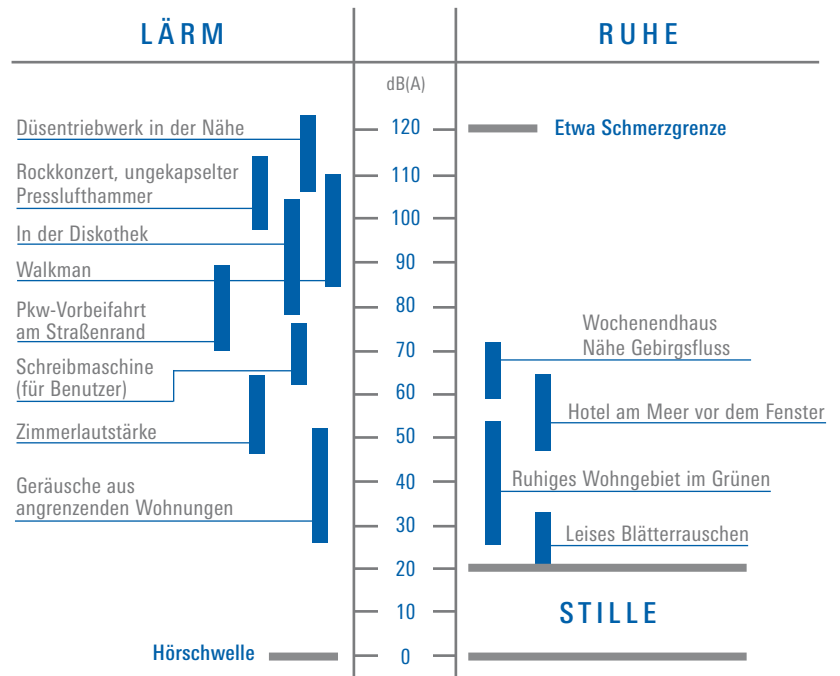 LÄRM
RUHE
dB(A)
Düsentriebwerk in der Nähe
120
Etwa Schmerzgrenze
Rockkonzert, ungekapselter
Presslufthammer
110
100
In der Diskothek
Walkman
90
Pkw-Vorbeifahrt
am Straßenrand
80
Wochenendhaus
Nähe Gebirgsfluss
70
Schreibmaschine
(für Benutzer)
60
Hotel am Meer vor dem Fenster
Zimmerlautstärke
50
Geräusche aus
angrenzenden Wohnungen
40
Ruhiges Wohngebiet im Grünen
30
Leises Blätterrauschen
20
10
STILLE
Hörschwelle
0